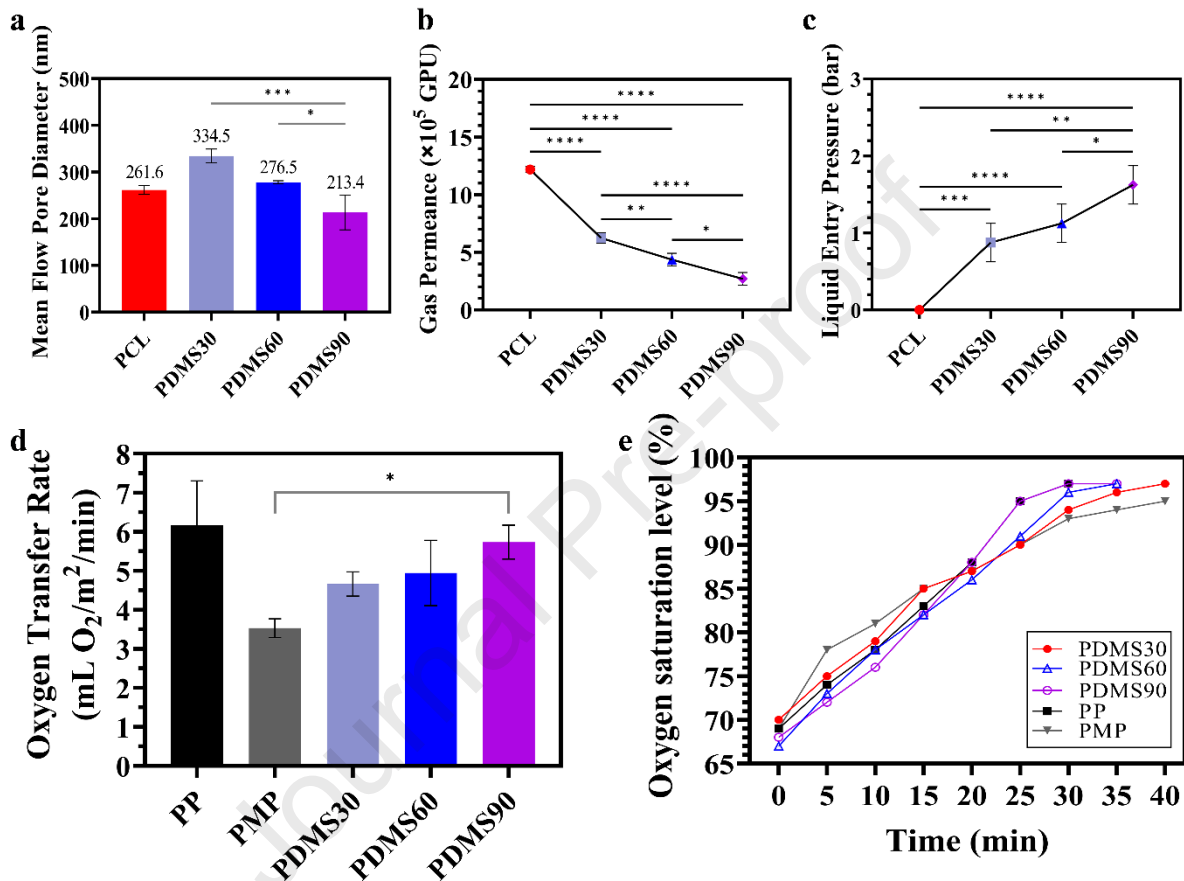 a
Mean Flow Pore Diameter (nm)
500
400
300
200
100
0
261.6
334.5
276.5
213.4
***
*
PCL
PDMS30
PDMS60
PDMS90
b
Gas Permeance (×10⁵ GPU)
20
15
10
5
0
****
****
****
****
**
*
PCL
PDMS30
PDMS60
PDMS90
c
Liquid Entry Pressure (bar)
3
2
1
0
****
**
*
****
***
PCL
PDMS30
PDMS60
PDMS90
d
Oxygen Transfer Rate
(mL O₂/m²/min)
8
7
6
5
4
3
2
1
0
*
PP
PMP
PDMS30
PDMS60
PDMS90
e
Oxygen saturation level (%)
100
95
90
85
80
75
70
65
0 5 10 15 20 25 30 35 40
Time (min)
PDMS30
PDMS60
PDMS90
PP
PMP
Journal Pre-proof